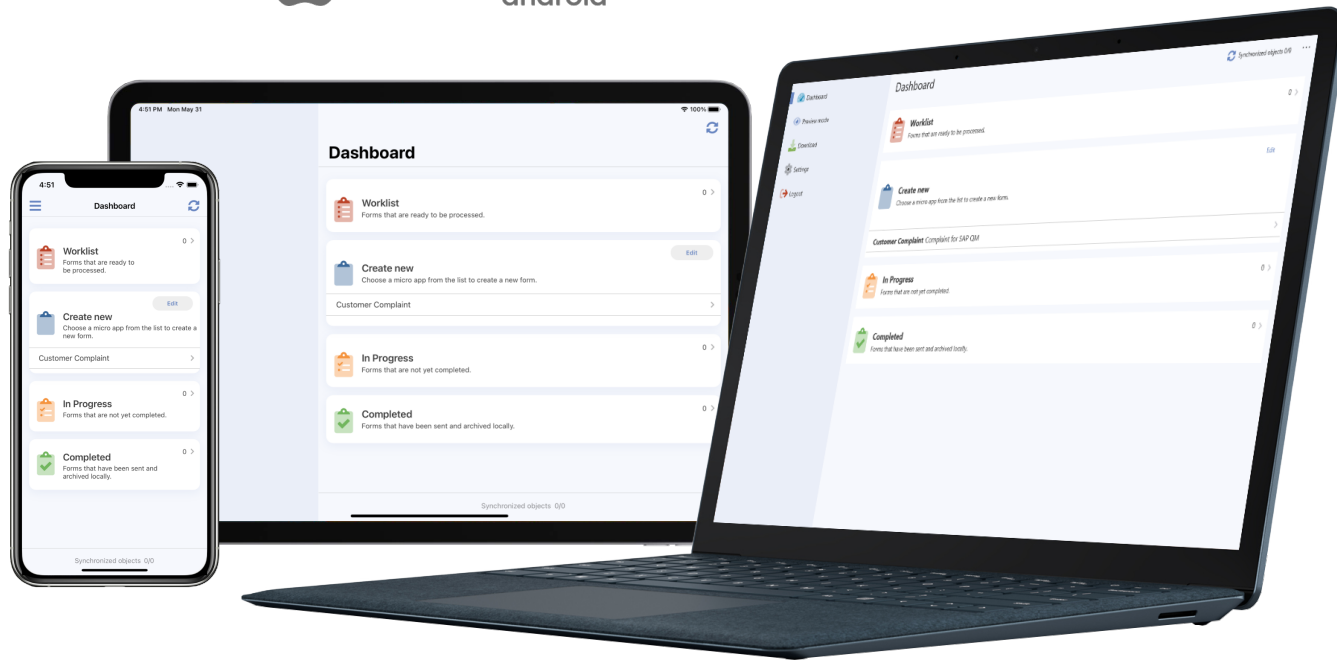 android
4:51
Dashboard
0
Worklist
Forms that are ready to
be processed.
Edit
Create new
Choose a micro app from the list to create a
new form.
Customer Complaint
0
In Progress
Forms that are not yet completed.
0
Completed
Forms that have been sent and
archived locally.
Synchronized objects 0/0
4:51 PM Mon May 31
100%
Dashboard
0
Worklist
Forms that are ready to be processed.
Edit
Create new
Choose a micro app from the list to create a new form.
Customer Complaint
0
In Progress
Forms that are not yet completed.
0
Completed
Forms that have been sent and archived locally.
Synchronized objects 0/0
Synchronized objects 0/0
Dashboard
Preview mode
Download
Settings
Logout
Dashboard
0
Worklist
Forms that are ready to be processed.
Edit
Create new
Choose a micro app from the list to create a new form.
Customer Complaint Complaint for SAP QM
0
In Progress
Forms that are not yet completed.
0
Completed
Forms that have been sent and archived locally.